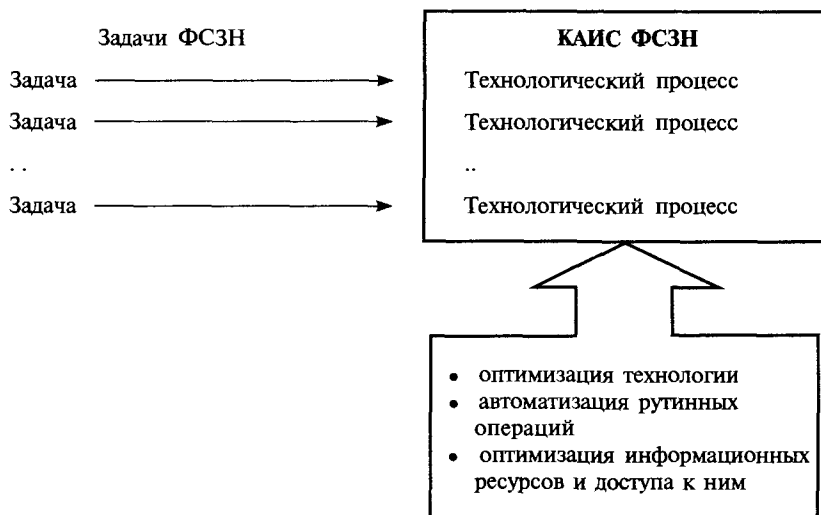 Задачи ФСЗН
КАИС ФСЗН
Задача
Технологический процесс
Задача
Технологический процесс
. .
..
Задача
Технологический процесс
• оптимизация технологии
• автоматизация рутинных
операций
• оптимизация информационных
ресурсов и доступа к ним